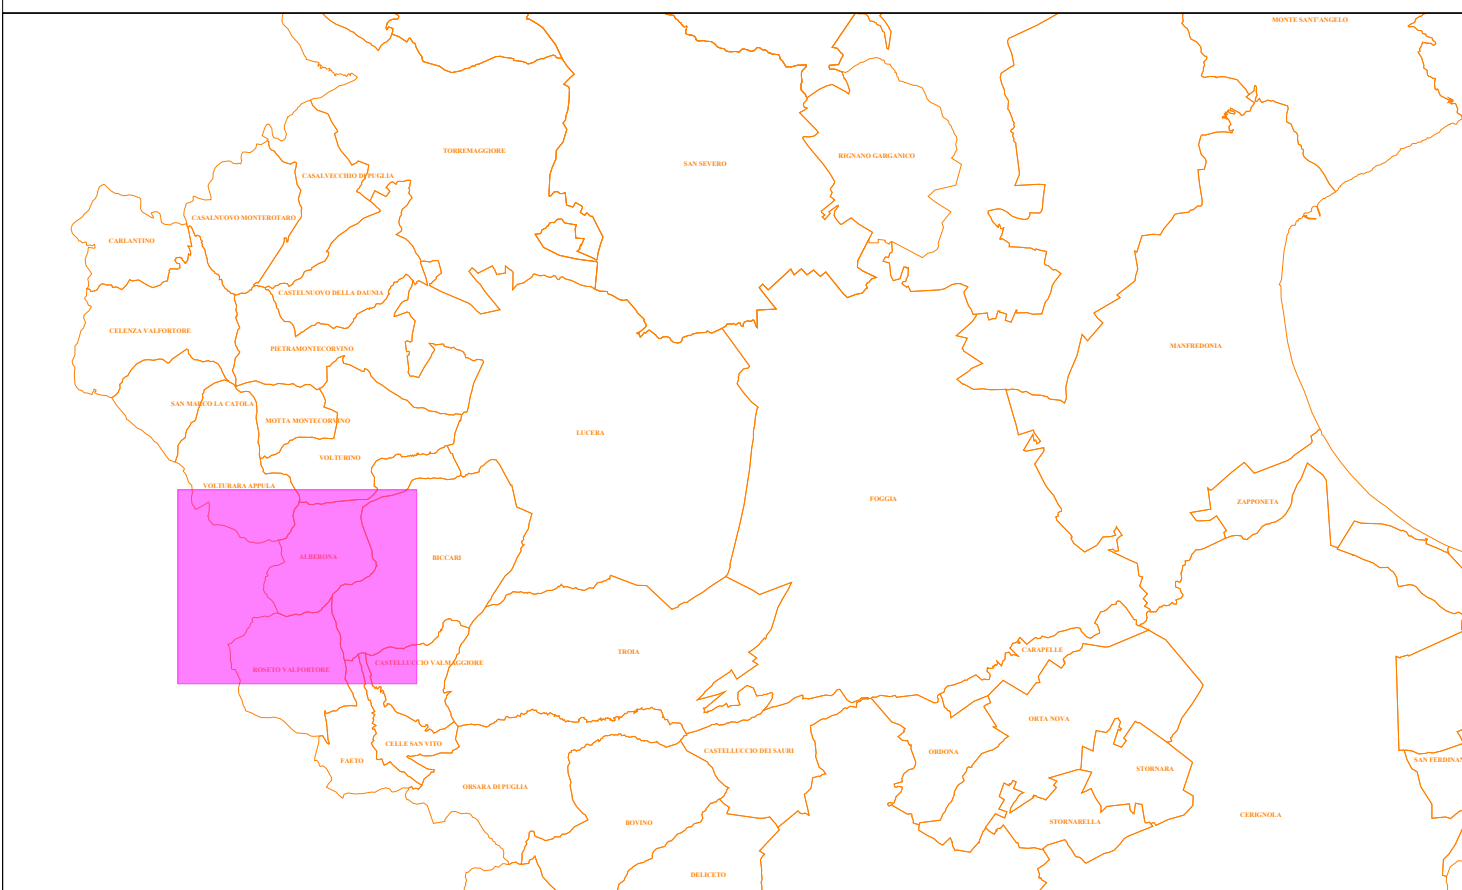 MONTE SANT'ANGELO
TORREMAGGIORE
SAN SEVERO
RIGNANO GARGANICO
CASALVECCHIO DI PUGLIA
CASALNUOVO MONTEROTARO
CARLANTINO
CASTELNUOVO DELLA DAUNIA
CELENZA VALFORTORE
PIETRAMONTECORVINO
MANFREDONIA
SAN MARCO LA CATOLA
MOTTA MONTECORVINO
LUCERA
VOLTURINO
VOLTURARA APPULA
FOGGIA
ZAPPONETA
ALBERONA
BICCARI
CARAPELLE
TROIA
CASTELLUCCIO VALMAGGIORE
ROSETO VALFORTORE
ORTA NOVA
CELLE SAN VITO
CASTELLUCCIO DEI SAURI
ORDONA
FAETO
SAN FERDINAN
STORNARA
ORSARA DI PUGLIA
CERIGNOLA
BOVINO
STORNARELLA
DELICETO